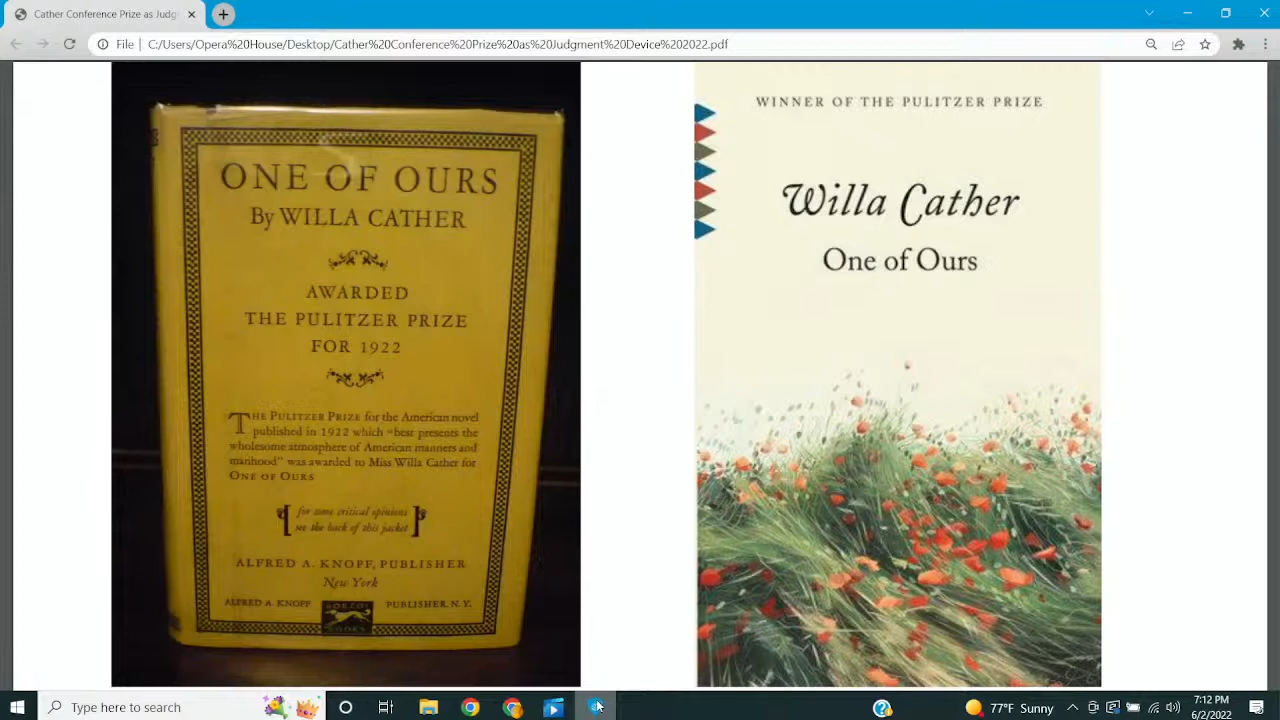 Cather Conference Prize as Judg
File
C:/Users/Opera%20House/Desktop/Cather%20Conference%20Prize%20as%20Judgment%20Device%202022.pdf
ONE OF OURS
By WILLA CATHER
AWARDED
THE PULITZER PRIZE
FOR 1922
THE PULITZER PRIZE for the American novel
published in 1922 which "best presents the
wholesome atmosphere of American manners and
manhood" was awarded to Miss Willa Cather for
ONE OF OURS
for some critical opinions
see the back of this jacket
ALFRED A. KNOPF, PUBLISHER
New York
ALFRED A. KNOPF
BORZOI
BOOKS
PUBLISHER, N.Y.
WINNER OF THE PULITZER PRIZE
Willa Cather
One of Ours
Type here to search
77°F Sunny
7:12 PM
6/2/2022